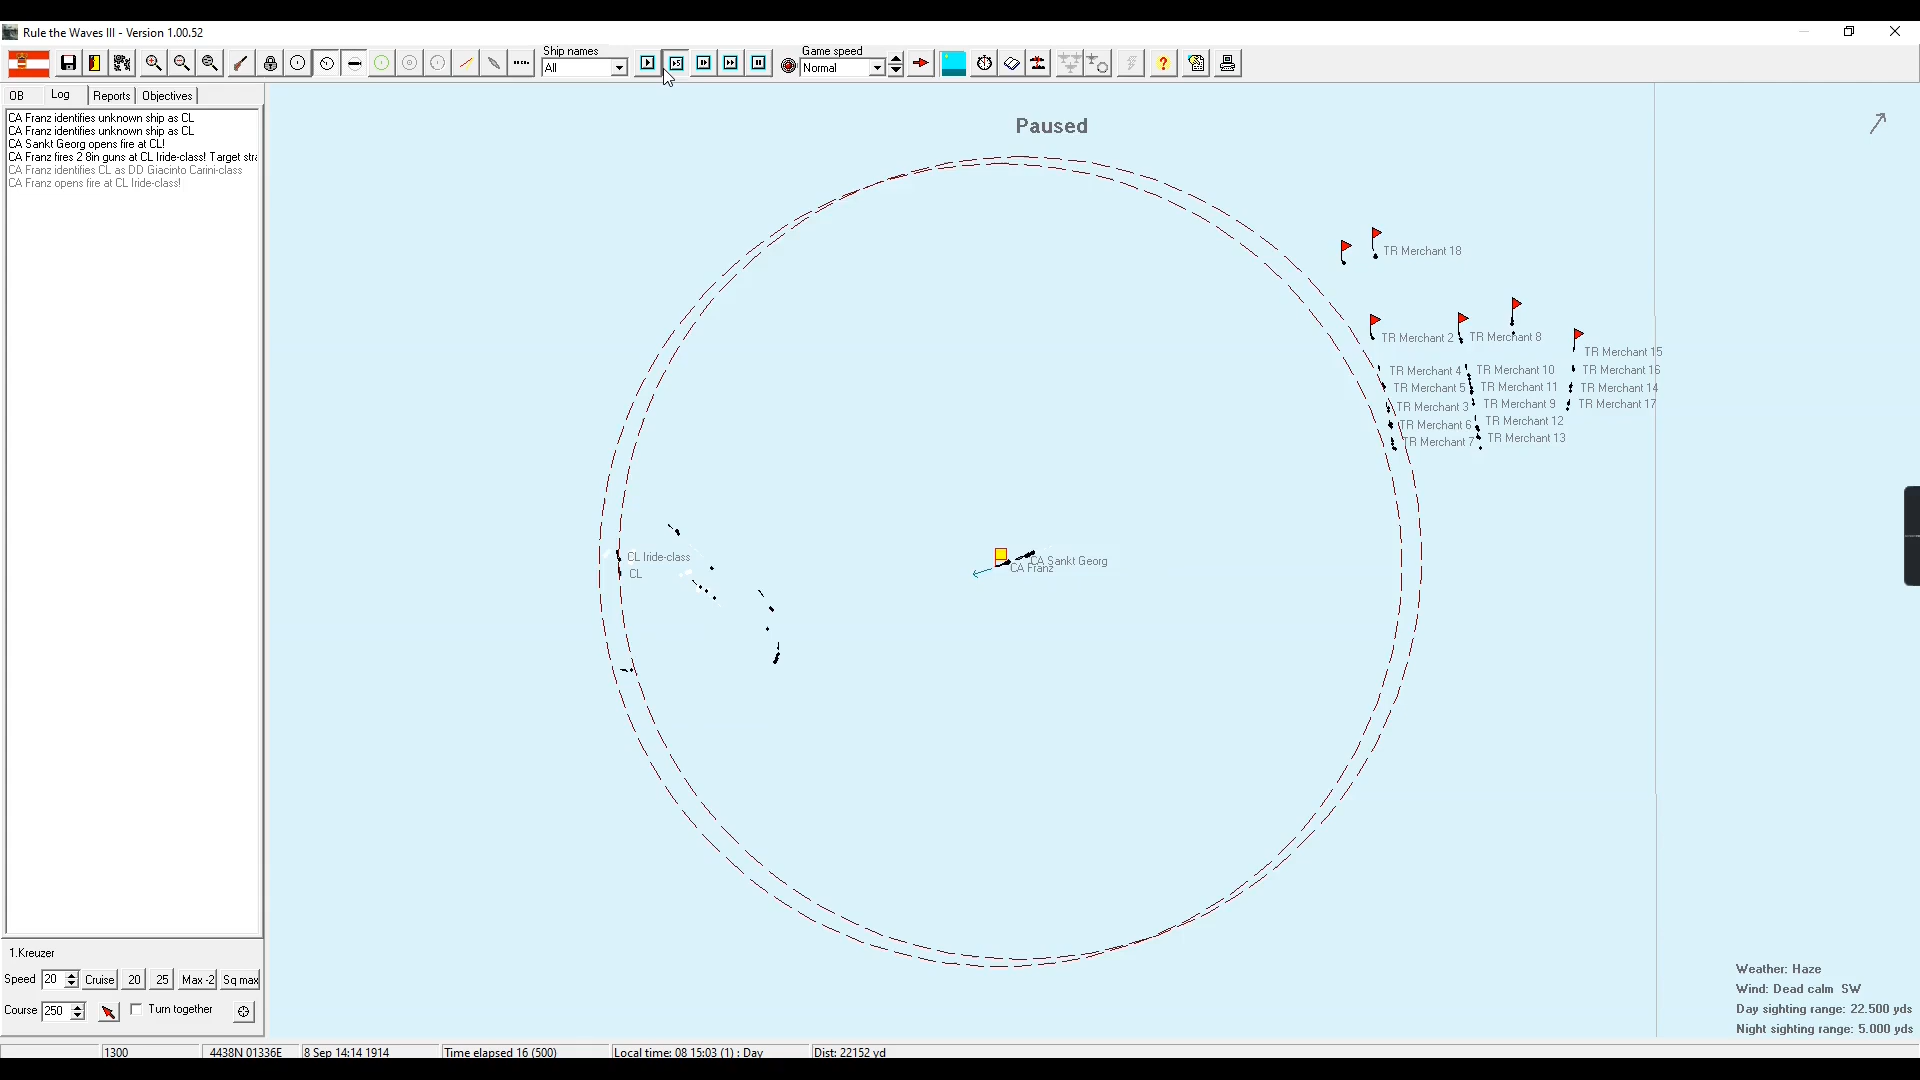 Rule the Waves III - Version 1.00.52
Ship names
All
Game speed
Normal
OB
Log
Reports
Objectives
CA Franz identifies unknown ship as CL
CA Franz identifies unknown ship as CL
CA Sankt Georg opens fire at CL!
CA Franz fires 2 8in guns at CL Iride-class! Target stra
CA Franz identifies CL as DD Giacinto Carini-class
CA Franz opens fire at CL Iride-class!
Paused
TR Merchant 18
TR Merchant 2
TR Merchant 8
TR Merchant 15
TR Merchant 4
TR Merchant 10
TR Merchant 16
TR Merchant 5
TR Merchant 11
TR Merchant 14
TR Merchant 3
TR Merchant 9
TR Merchant 17
TR Merchant 6
TR Merchant 12
TR Merchant 7
TR Merchant 13
CL Iride-class
CL
CA Sankt Georg
CA Franz
Weather: Haze
Wind: Dead calm SW
Day sighting range: 22.500 yds
Night sighting range: 5.000 yds
1.Kreuzer
Speed 20 Cruise 20 25 Max -2 Sq max
Course 250 Turn together
1300
4438N 01336E
8 Sep 14:14 1914
Time elapsed 16 (500)
Local time: 08 15:03 (1) : Day
Dist: 22152 yd